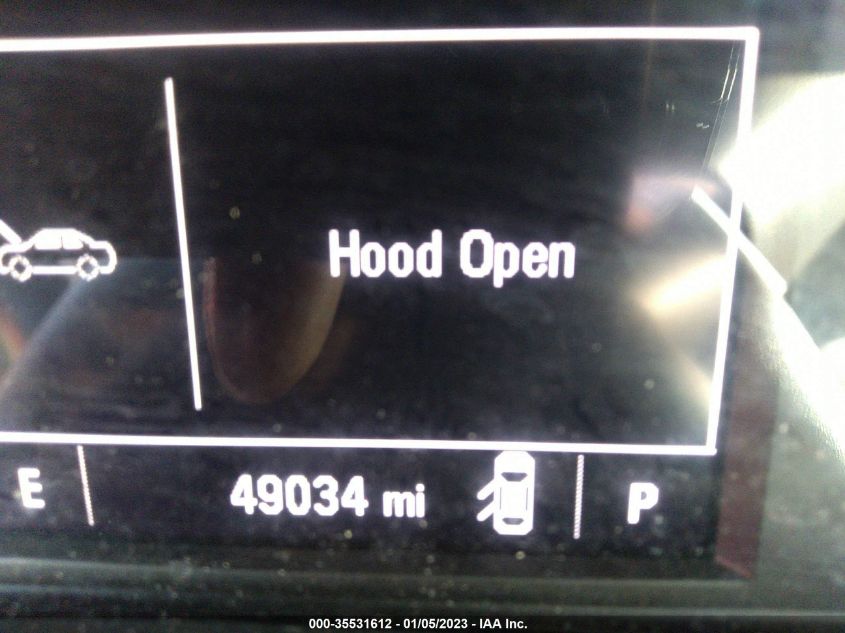 Hood Open
E 49034 mi P
000-35531612 - 01/05/2023 - IAA Inc.